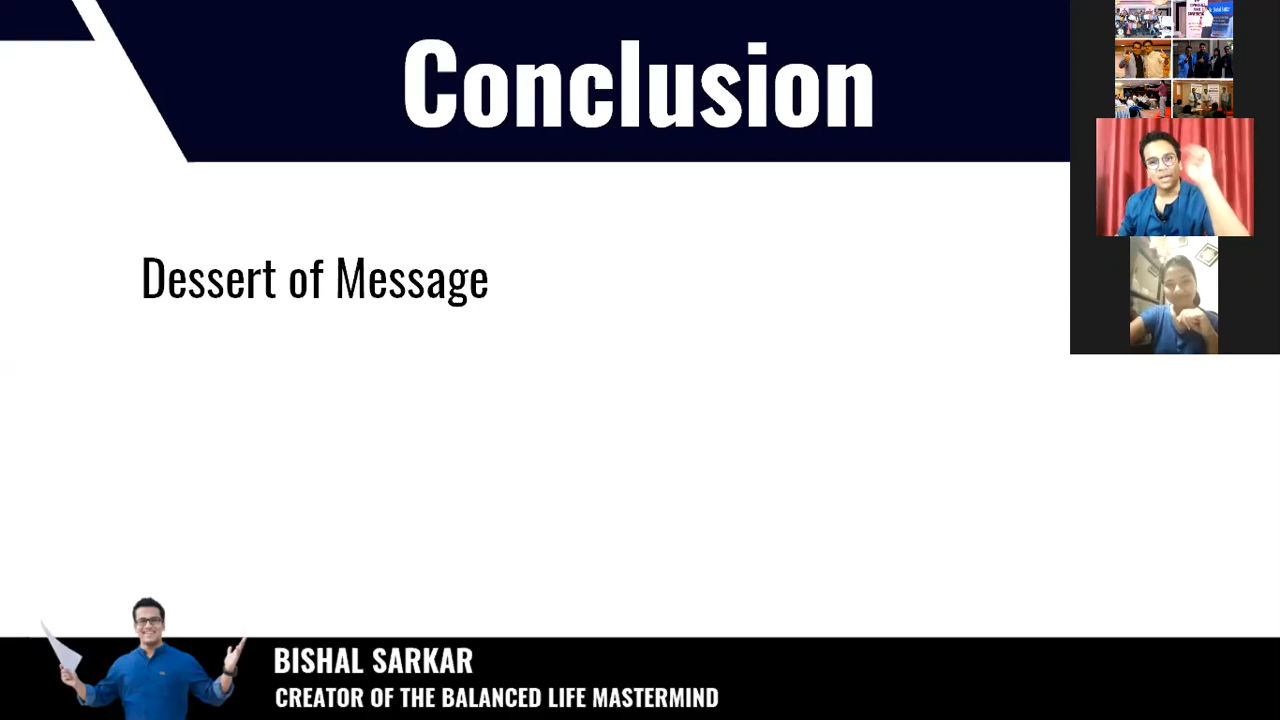 Conclusion
Dessert of Message
BISHAL SARKAR
CREATOR OF THE BALANCED LIFE MASTERMIND